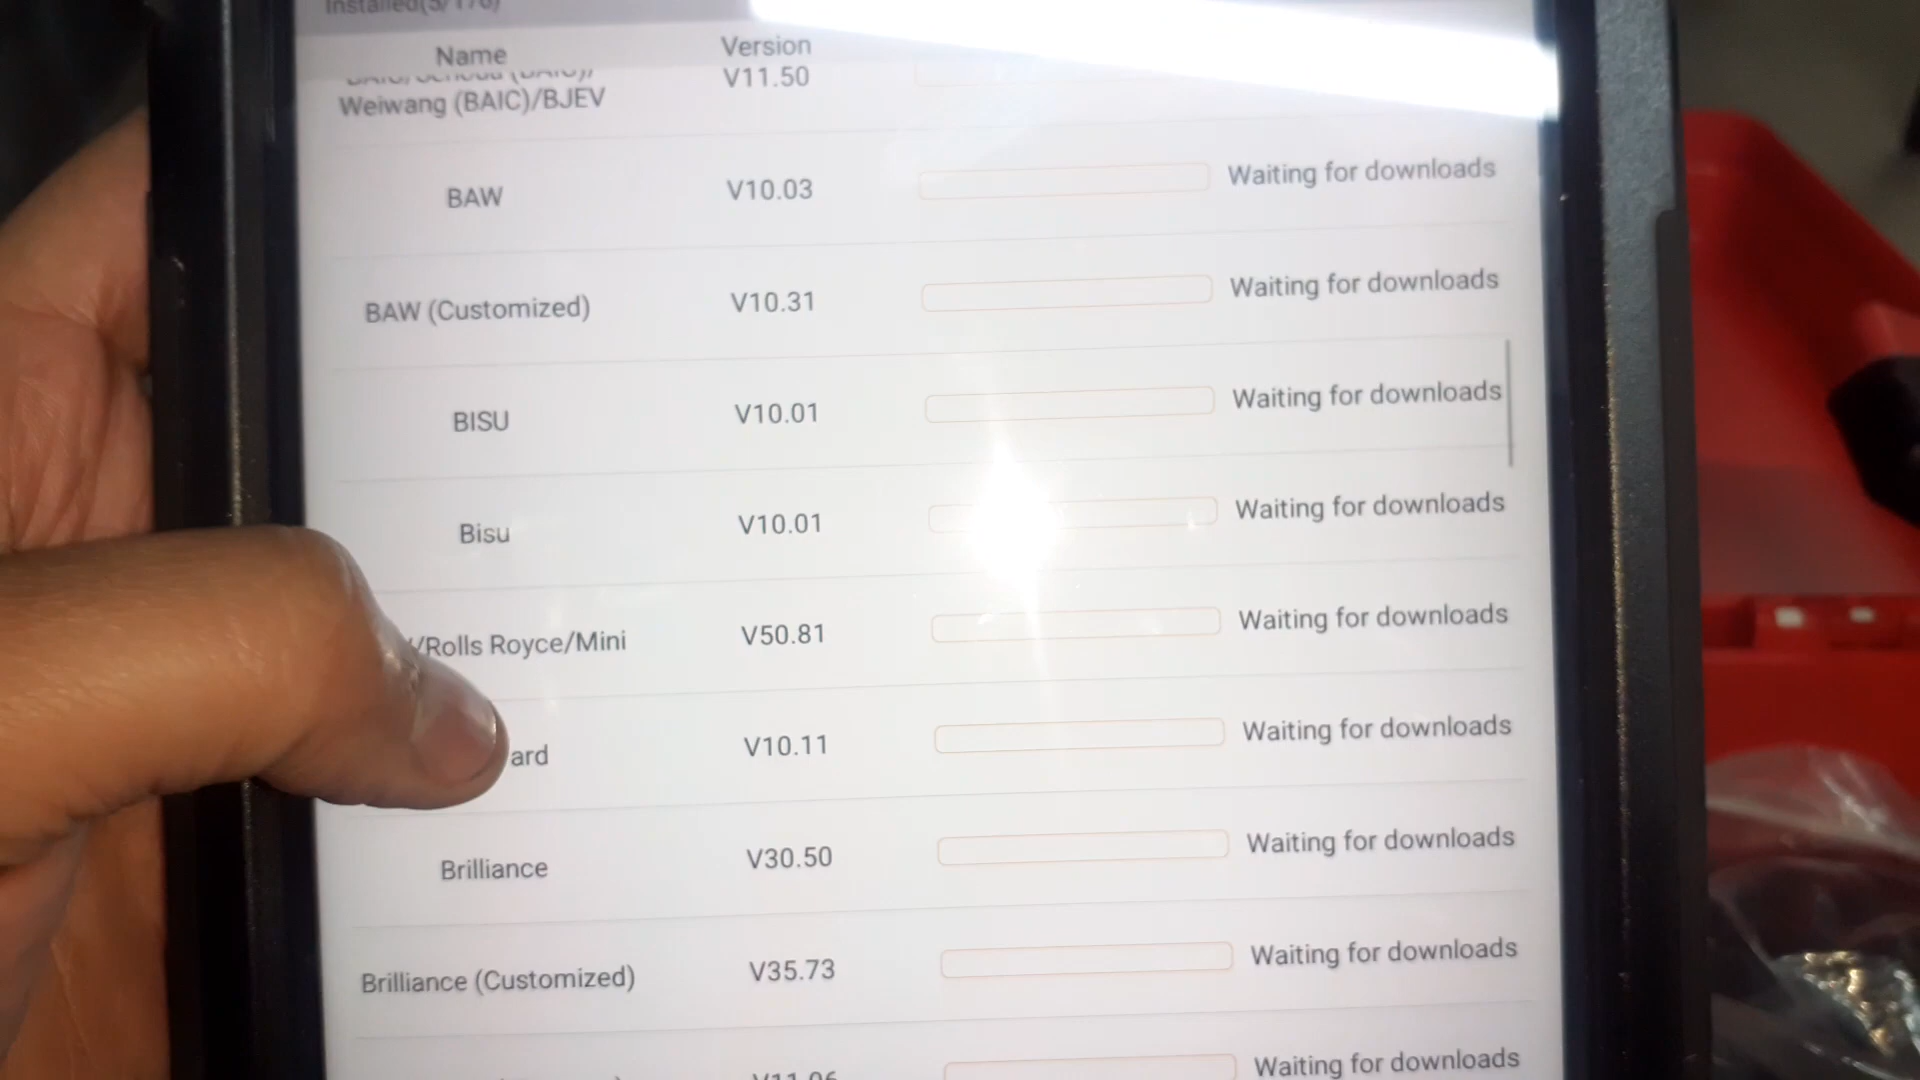 Name Version
Weiwang (BAIC)/BJEV V11.50
BAW V10.03 Waiting for downloads
BAW (Customized) V10.31 Waiting for downloads
BISU V10.01 Waiting for downloads
Bisu V10.01 Waiting for downloads
/Rolls Royce/Mini V50.81 Waiting for downloads
ard V10.11 Waiting for downloads
Brilliance V30.50 Waiting for downloads
Brilliance (Customized) V35.73 Waiting for downloads
Waiting for downloads